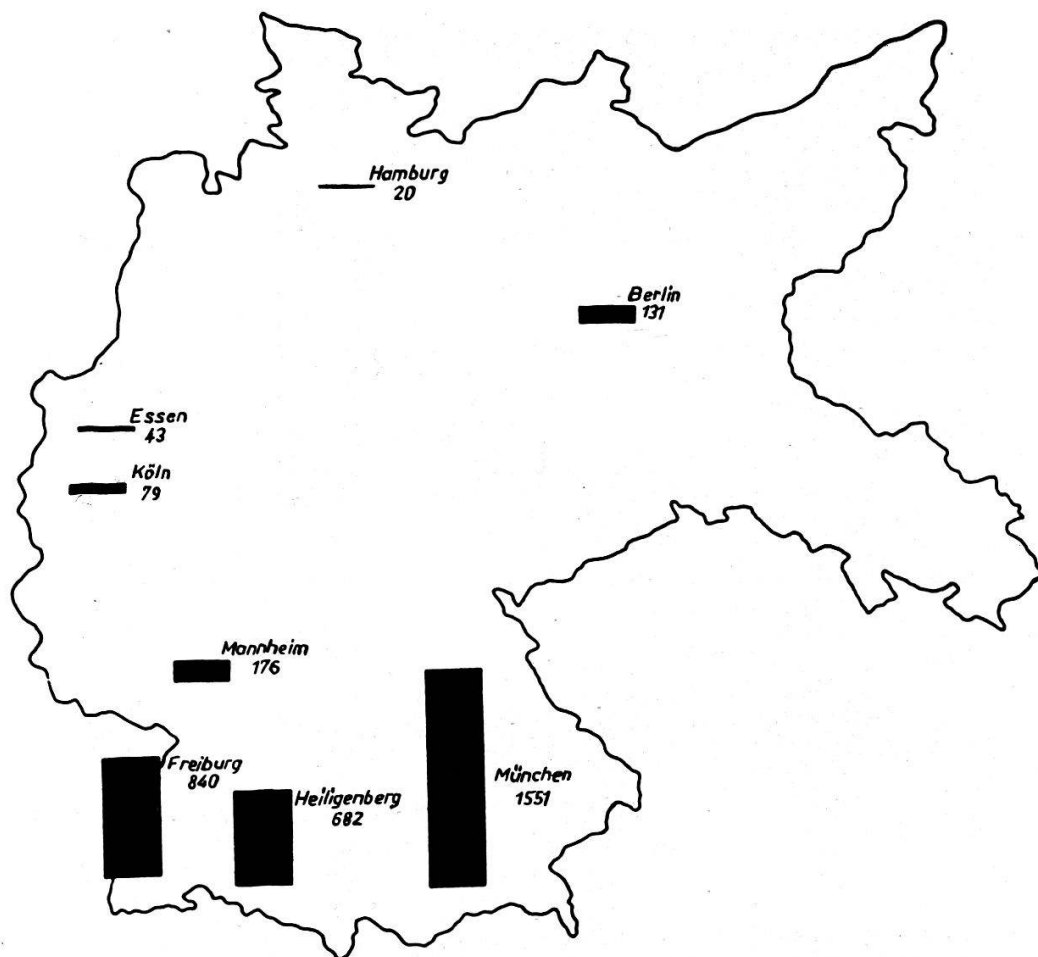 Hamburg
20
Berlin
131
Essen
43
Köln
79
Mannheim
176
Freiburg
840
Heiligenberg
682
München
1551